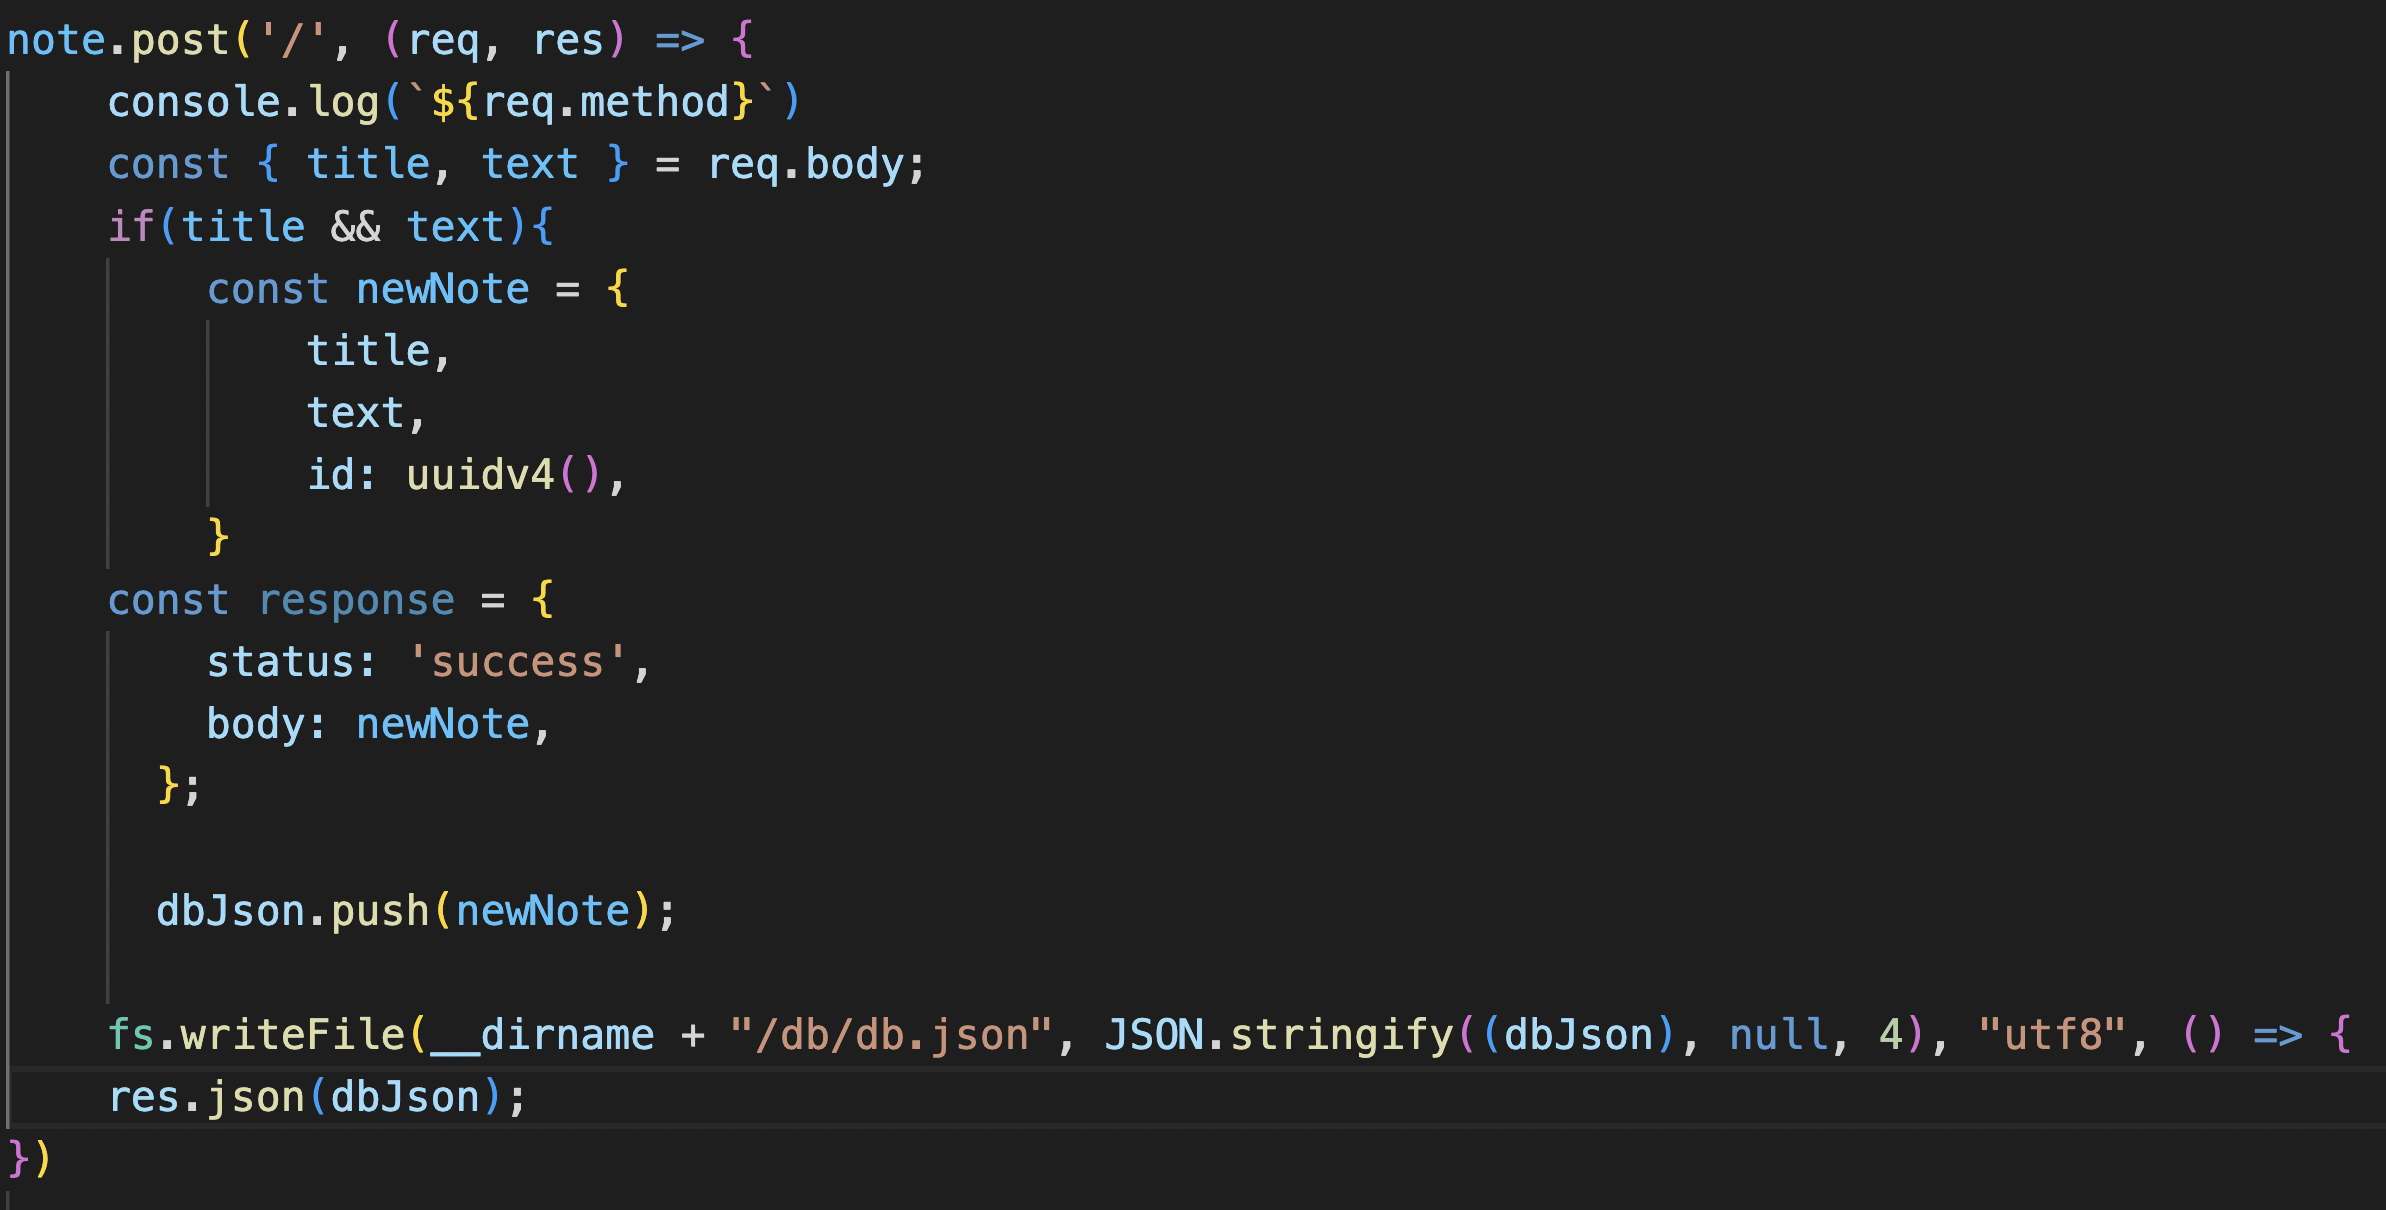 note.post('/', (req, res) => {
    console.log(`${req.method}`)
    const { title, text } = req.body;
    if(title && text){
        const newNote = {
            title,
            text,
            id: uuidv4(),
        }
    const response = {
        status: 'success',
        body: newNote,
      };
      dbJson.push(newNote);
    fs.writeFile(__dirname + "/db/db.json", JSON.stringify((dbJson), null, 4), "utf8", () => {
    res.json(dbJson);
})